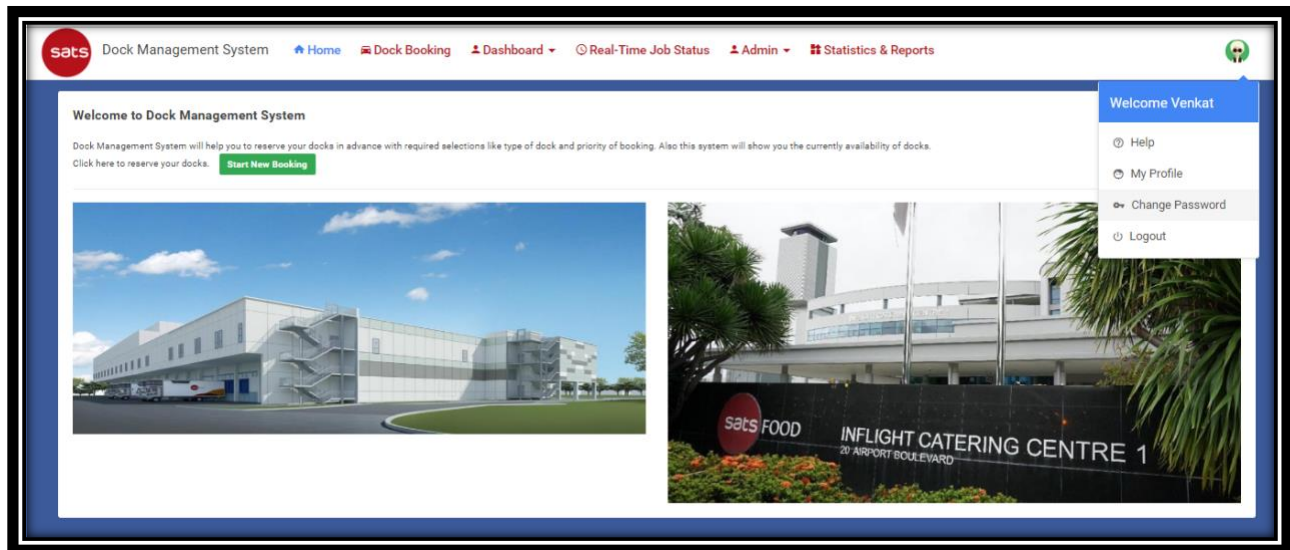 sats
Dock Management System
Home
Dock Booking
Dashboard
Real-Time Job Status
Admin
Statistics & Reports
Welcome Venkat
Help
My Profile
Change Password
Logout
Welcome to Dock Management System
Dock Management System will help you to reserve your docks in advance with required selections like type of dock and priority of booking. Also this system will show you the currently availability of docks.
Click here to reserve your docks. Start New Booking
sats FOOD
INFLIGHT CATERING CENTRE 1
20 AIRPORT BOULEVARD